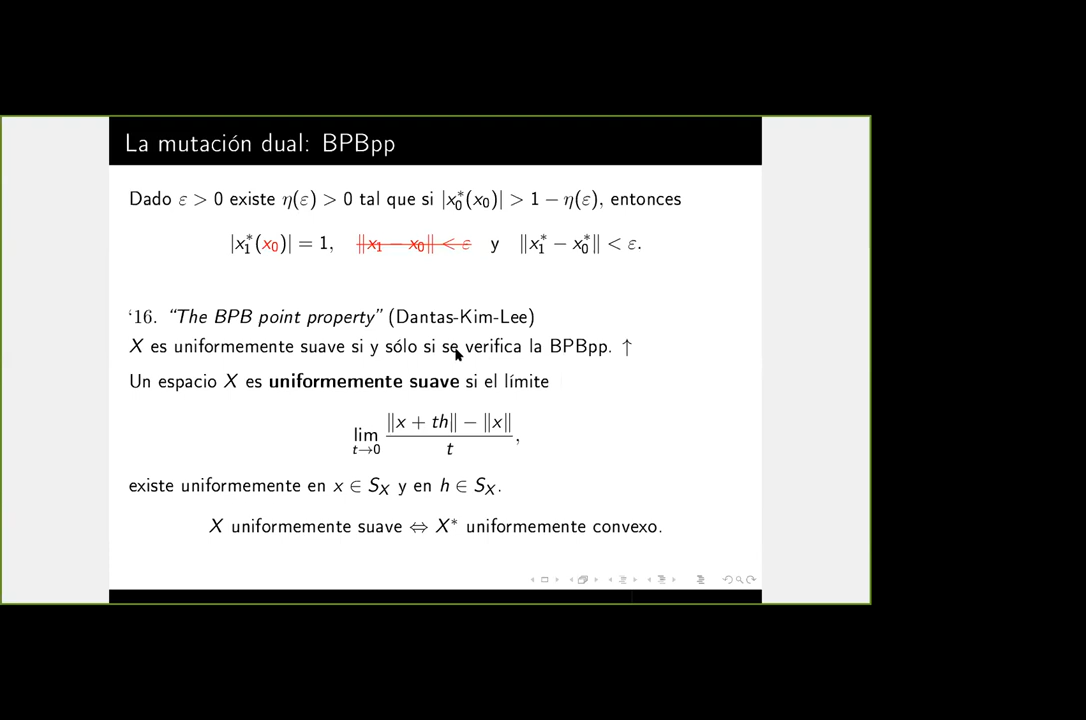 La mutación dual: BPBpp
Dado ε > 0 existe η(ε) > 0 tal que si |x₀*(x₀)| > 1 − η(ε), entonces
|x₁*(x₀)| = 1, ‖x₁ − x₀‖ < ε y ‖x₁* − x₀*‖ < ε.
‘16. “The BPB point property” (Dantas-Kim-Lee)
X es uniformemente suave si y sólo si se verifica la BPBpp. ↑
Un espacio X es uniformemente suave si el límite
lim_{t→0} (‖x + th‖ − ‖x‖)/t,
existe uniformemente en x ∈ S_X y en h ∈ S_X.
X uniformemente suave ⇔ X* uniformemente convexo.